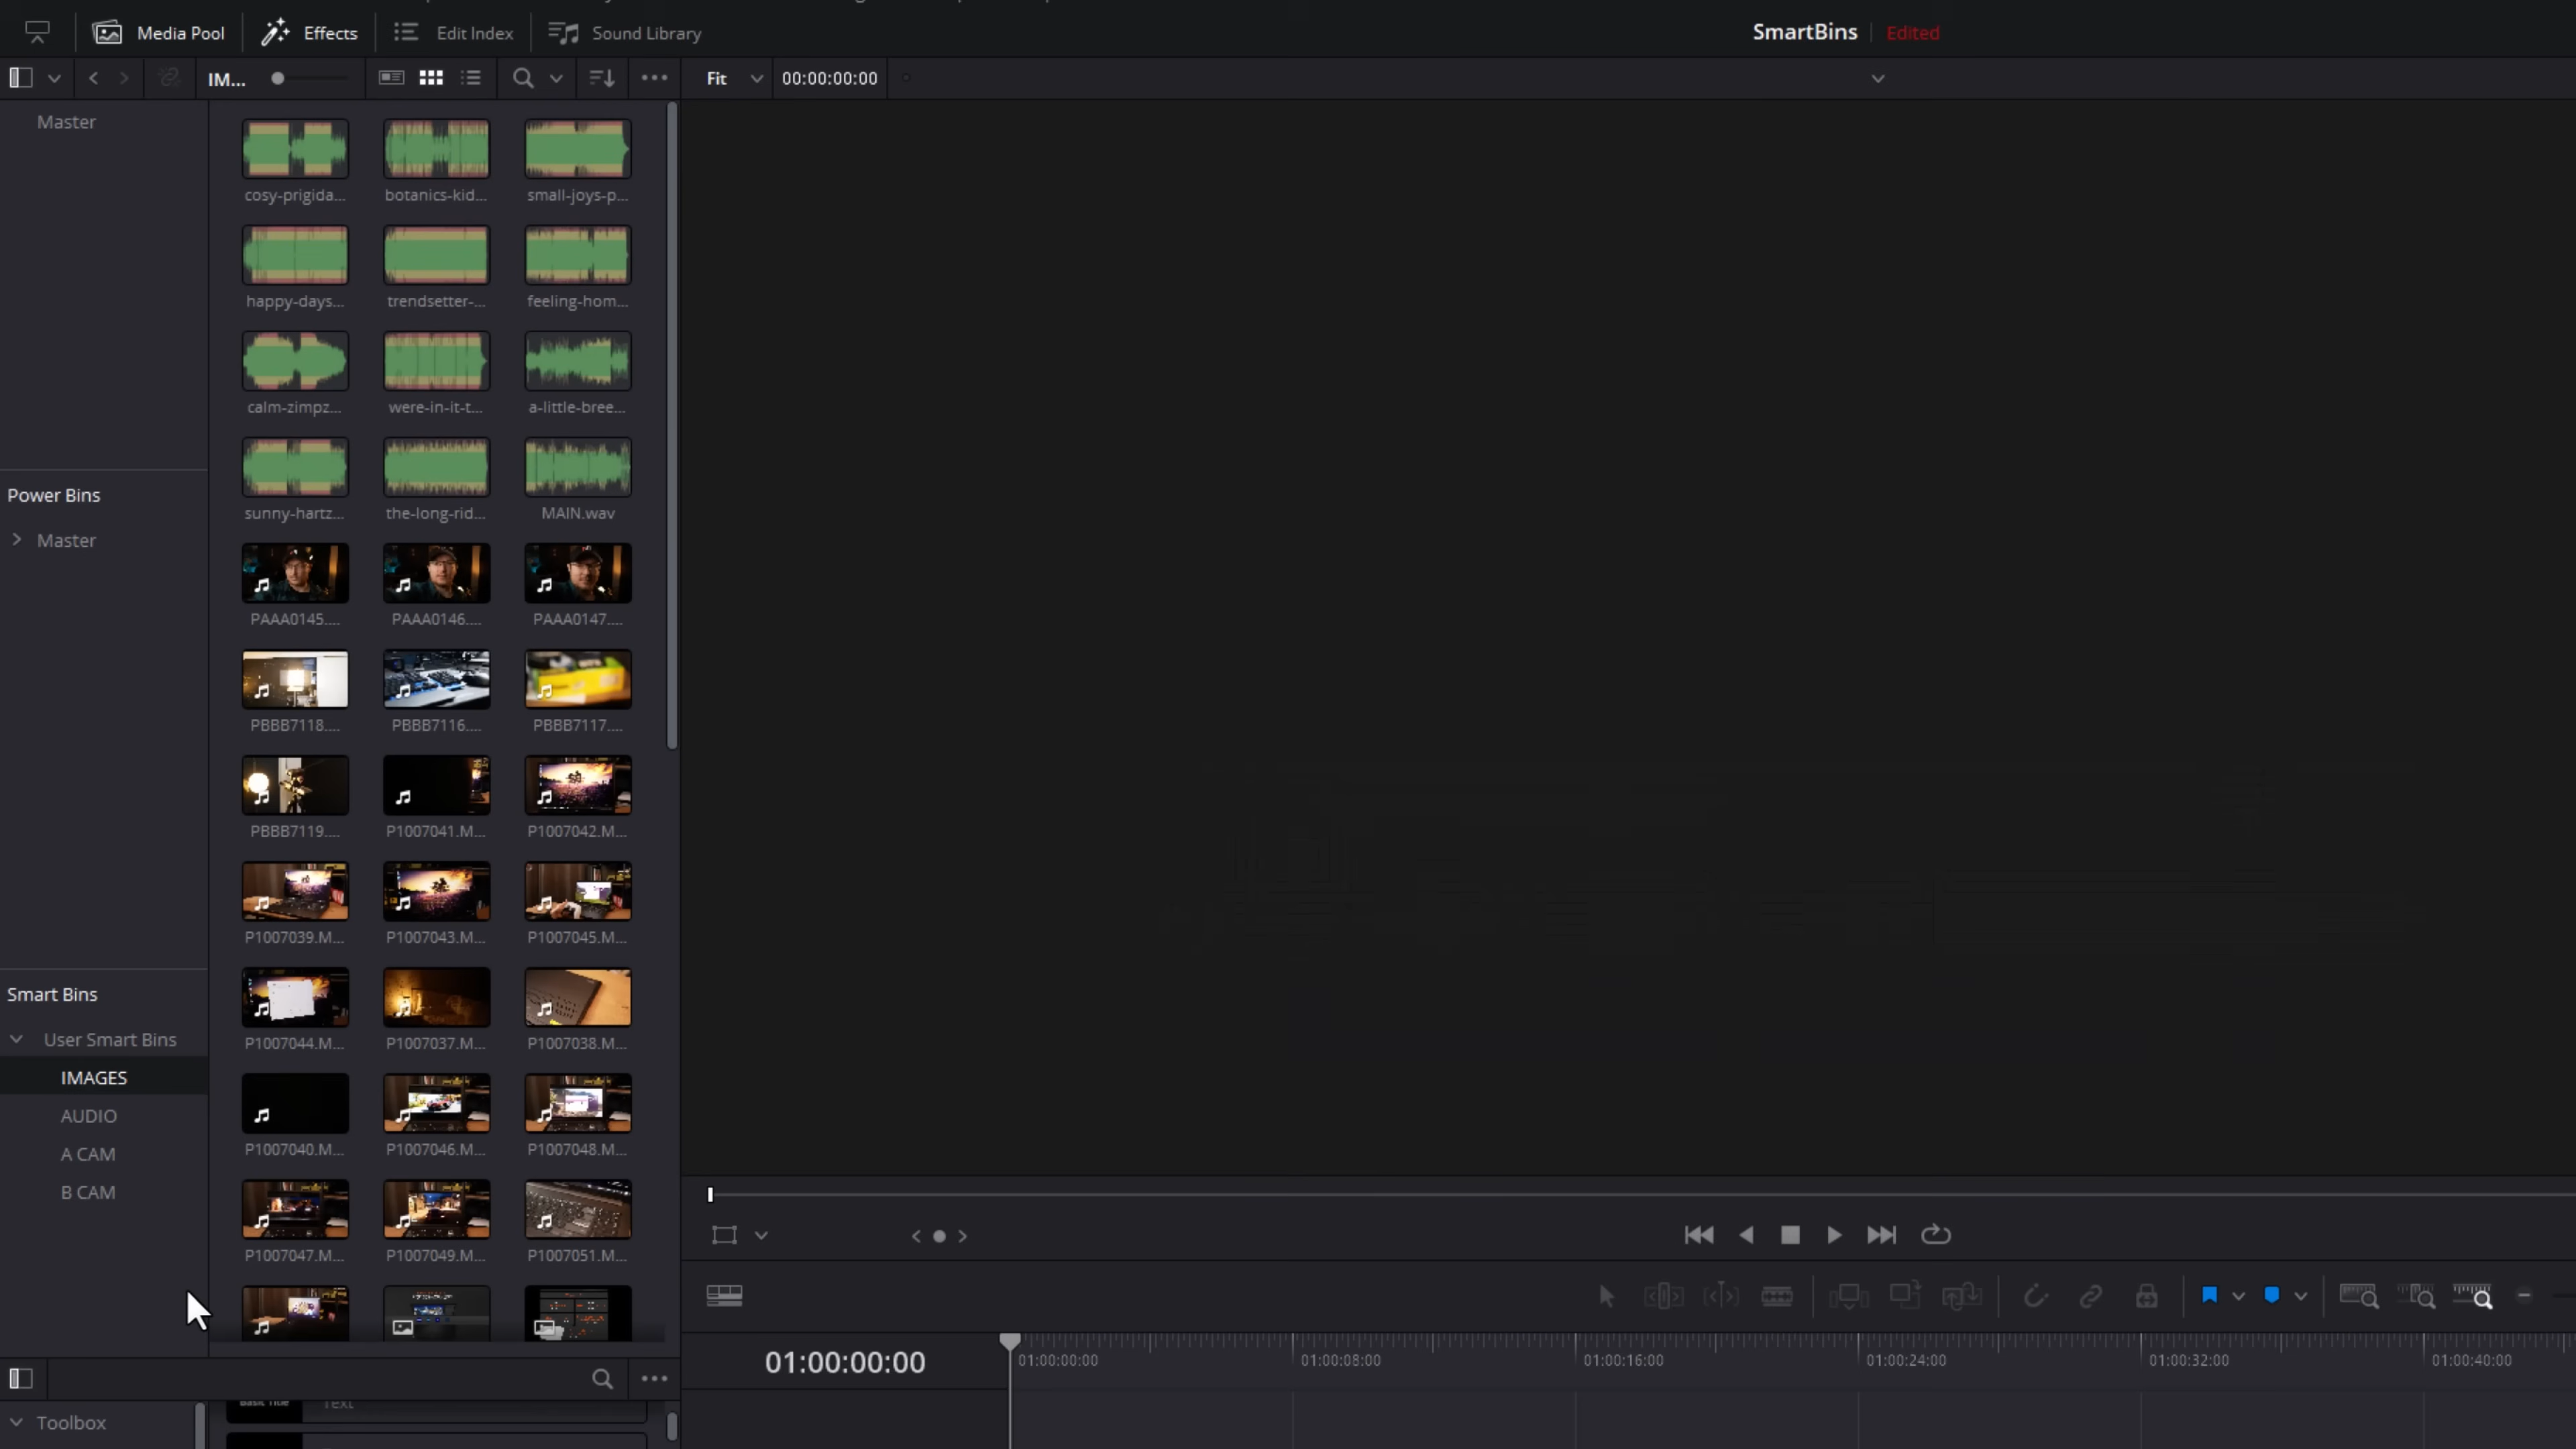 Media Pool
Effects
Edit Index
Sound Library
SmartBins
Edited
IM...
Fit
00:00:00:00
Master
cosy-prigida...
botanics-kid...
small-joys-p...
happy-days...
trendsetter-...
feeling-hom...
calm-zimpz...
were-in-it-t...
a-little-bree...
sunny-hartz...
the-long-rid...
MAIN.wav
Power Bins
Master
PAAA0145....
PAAA0146....
PAAA0147....
PBBB7118....
PBBB7116....
PBBB7117....
PBBB7119....
P1007041.M...
P1007042.M...
P1007039.M...
P1007043.M...
P1007045.M...
Smart Bins
User Smart Bins
IMAGES
AUDIO
A CAM
B CAM
P1007044.M...
P1007037.M...
P1007038.M...
P1007040.M...
P1007046.M...
P1007048.M...
P1007047.M...
P1007049.M...
P1007051.M...
01:00:00:00
01:00:00:00
01:00:08:00
01:00:16:00
01:00:24:00
01:00:32:00
01:00:40:00
Toolbox
Basic Title
Text